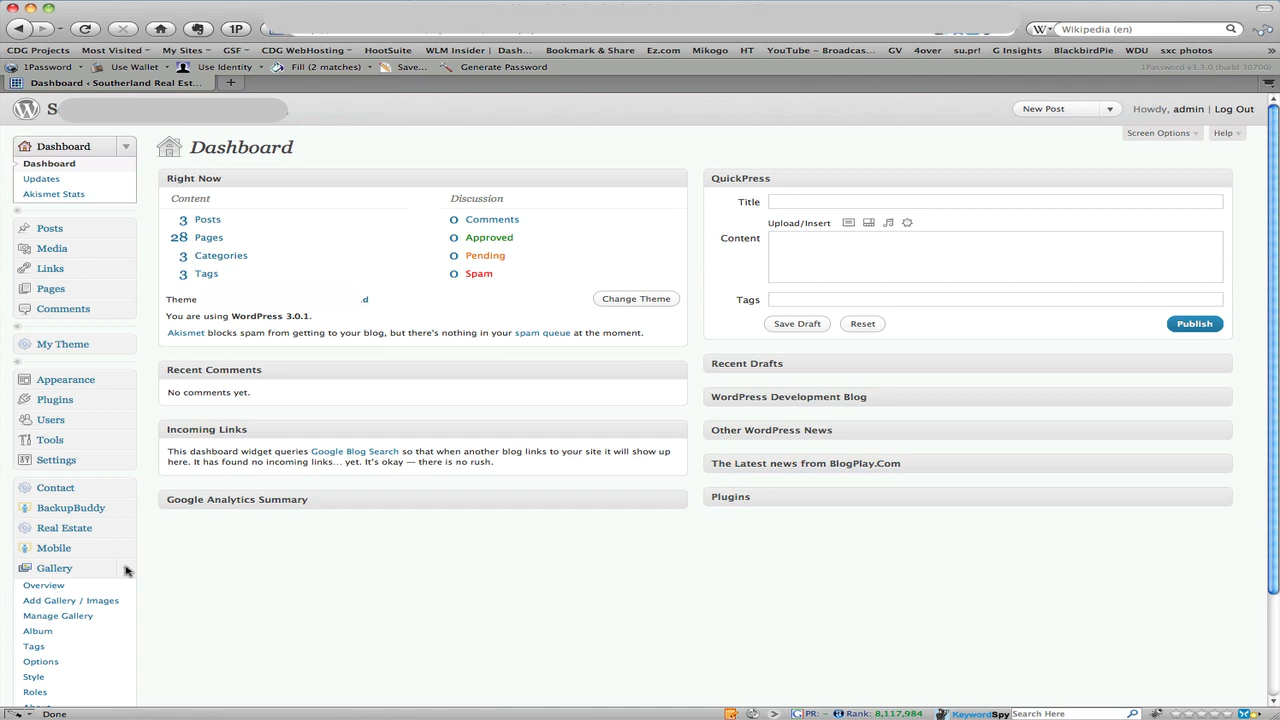 1P
W
Wikipedia (en)
CDG Projects
Most Visited
My Sites
GSF
CDG WebHosting
HootSuite
WLM Insider | Dash...
Bookmark & Share
Ez.com
Mikogo
HT
YouTube – Broadcas...
GV
4over
su.pr!
G Insights
BlackbirdPie
WDU
sxc photos
1Password
Use Wallet
Use Identity
Fill (2 matches)
Save...
Generate Password
1Password v3.3.0 (build 30700)
Dashboard ‹ Southerland Real Est...
+
S
New Post
Howdy, admin | Log Out
Screen Options
Help
Dashboard
Dashboard
Updates
Akismet Stats
Posts
Media
Links
Pages
Comments
My Theme
Appearance
Plugins
Users
Tools
Settings
Contact
BackupBuddy
Real Estate
Mobile
Gallery
Overview
Add Gallery / Images
Manage Gallery
Album
Tags
Options
Style
Roles
Dashboard
Right Now
Content
3 Posts
28 Pages
3 Categories
3 Tags
Discussion
0 Comments
0 Approved
0 Pending
0 Spam
Theme
.d
Change Theme
You are using WordPress 3.0.1.
Akismet blocks spam from getting to your blog, but there's nothing in your spam queue at the moment.
Recent Comments
No comments yet.
Incoming Links
This dashboard widget queries Google Blog Search so that when another blog links to your site it will show up
here. It has found no incoming links... yet. It's okay — there is no rush.
Google Analytics Summary
QuickPress
Title
Upload/Insert
Content
Tags
Save Draft
Reset
Publish
Recent Drafts
WordPress Development Blog
Other WordPress News
The Latest news from BlogPlay.Com
Plugins
Done
PR: –
Rank: 8,117,984
KeywordSpy
Search Here